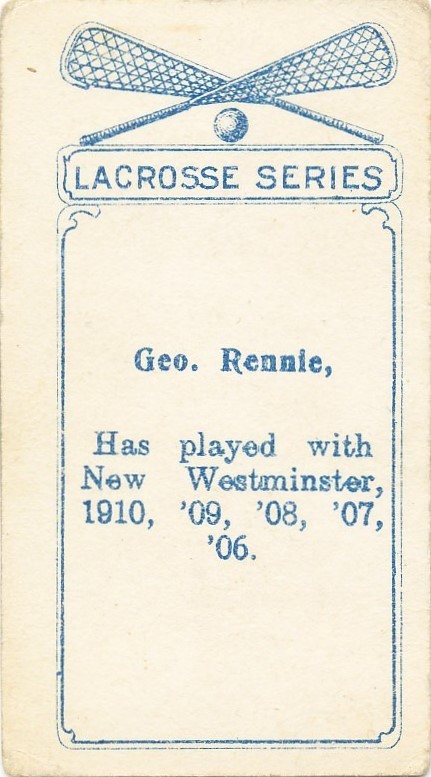 LACROSSE SERIES
Geo. Rennie,
Has played with
New Westminster,
1910, '09, '08, '07,
'06.